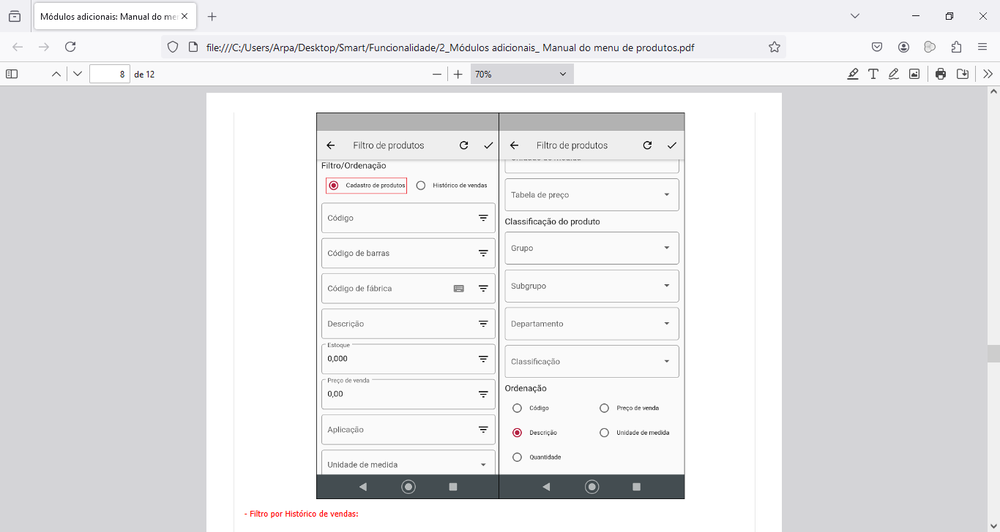 Módulos adicionais: Manual do me
file:///C:/Users/Arpa/Desktop/Smart/Funcionalidade/2_Módulos adicionais_ Manual do menu de produtos.pdf
8 de 12
70%
Filtro de produtos
Filtro/Ordenação
Cadastro de produtos
Histórico de vendas
Código
Código de barras
Código de fábrica
Descrição
Estoque
0,000
Preço de venda
0,00
Aplicação
Unidade de medida
Filtro de produtos
Unidade de medida
Tabela de preço
Classificação do produto
Grupo
Subgrupo
Departamento
Classificação
Ordenação
Código
Preço de venda
Descrição
Unidade de medida
Quantidade
- Filtro por Histórico de vendas: